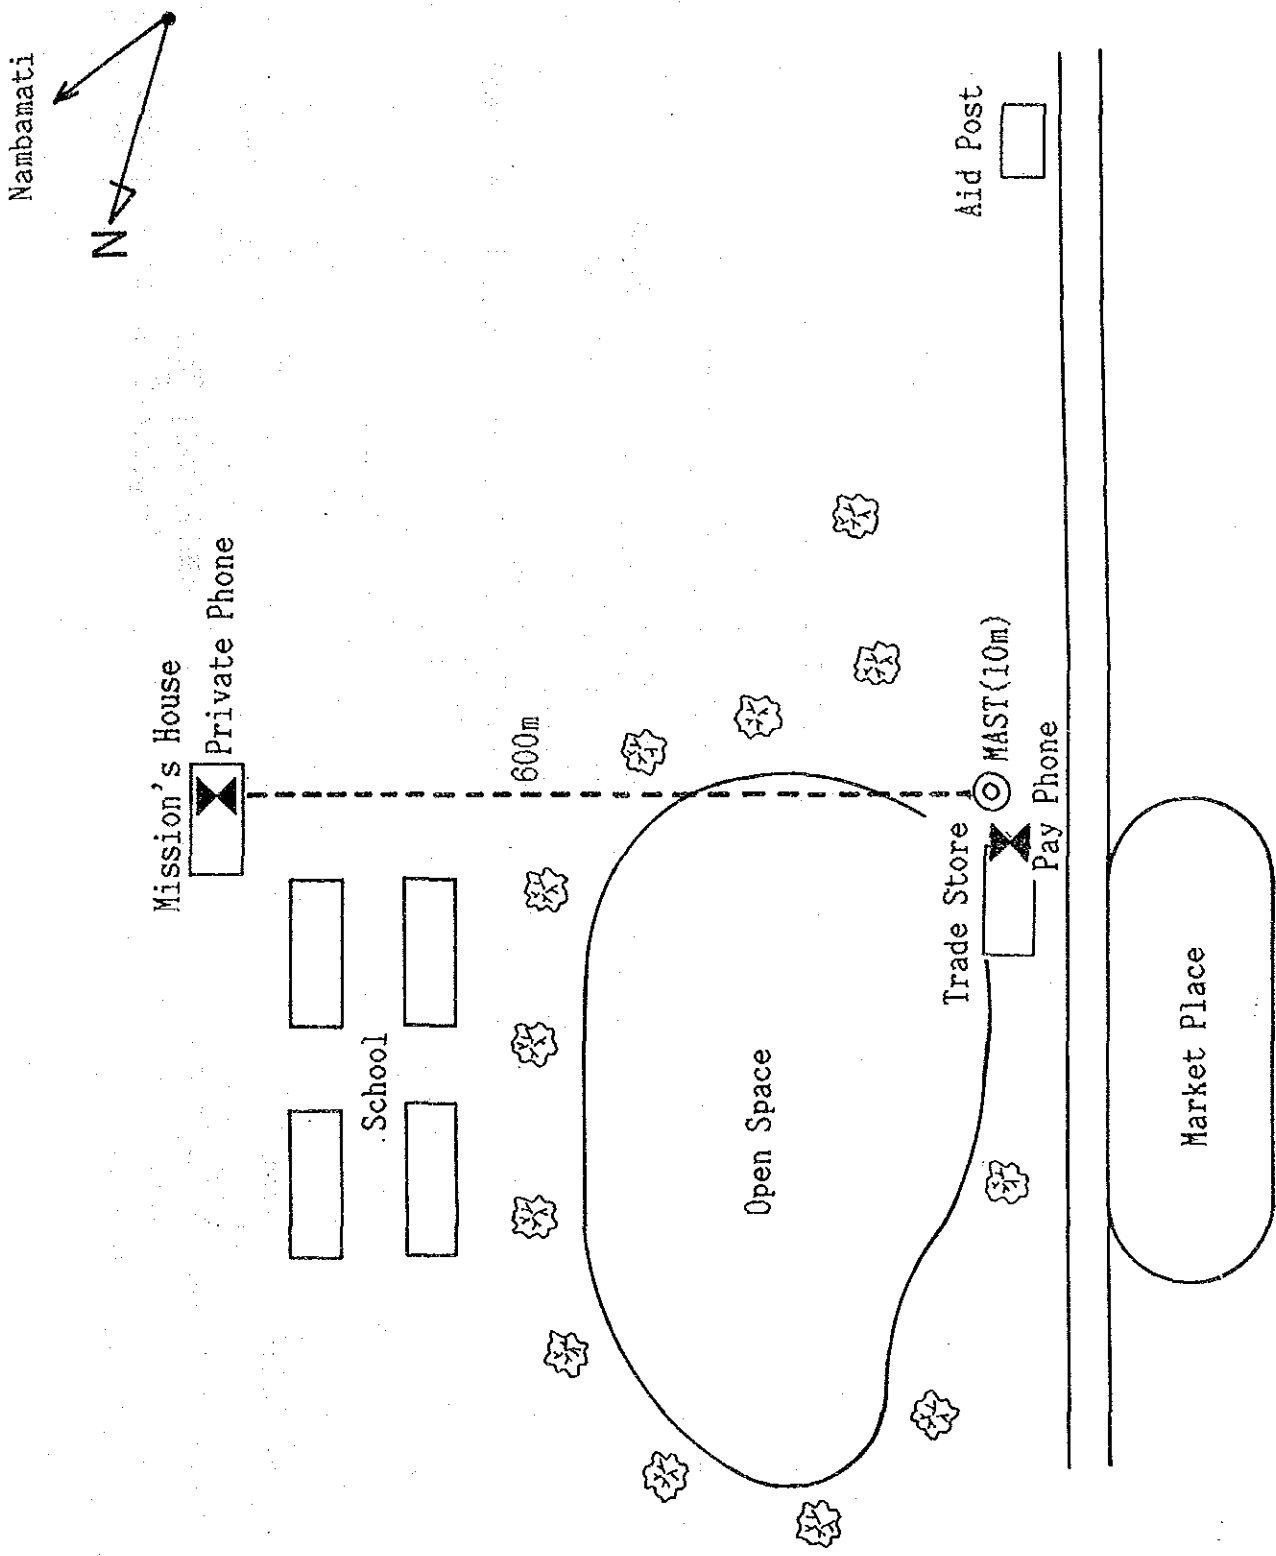 Nambamati
N
Mission's House
Private Phone
School
600m
Open Space
Trade Store
MAST(10m)
Pay Phone
Aid Post
Market Place